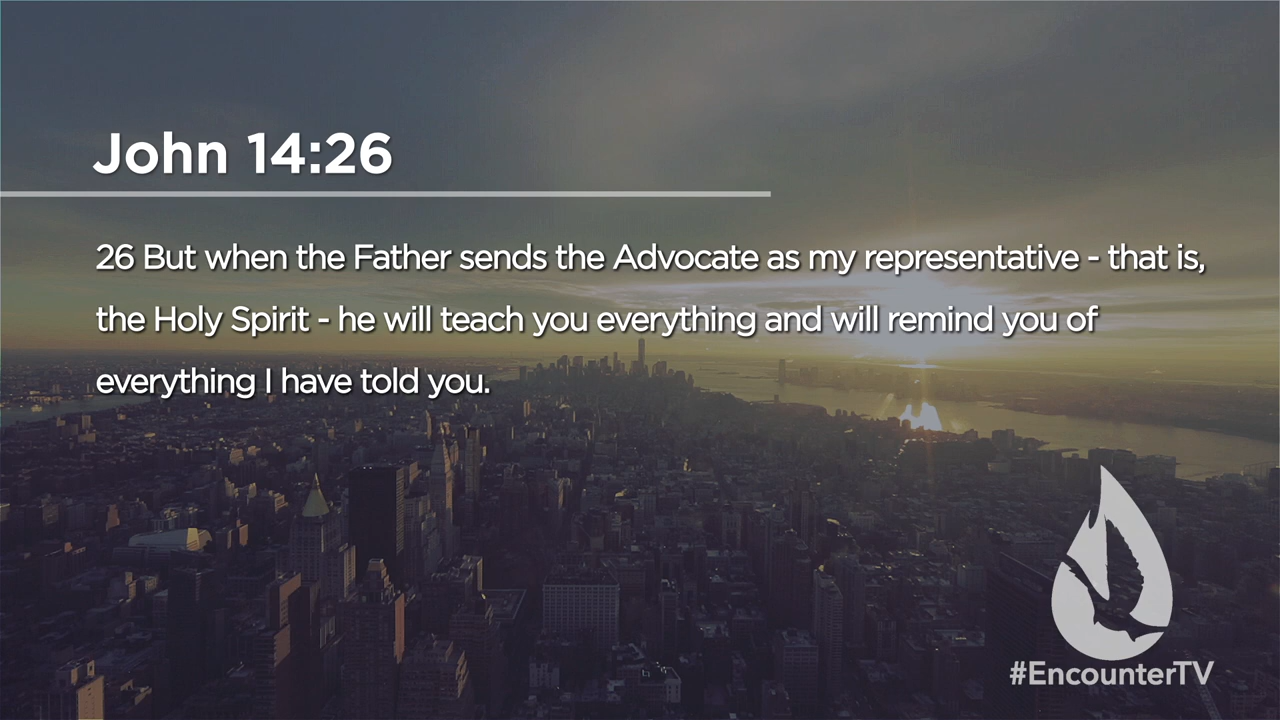 John 14:26
26 But when the Father sends the Advocate as my representative - that is,
the Holy Spirit - he will teach you everything and will remind you of
everything I have told you.
#EncounterTV